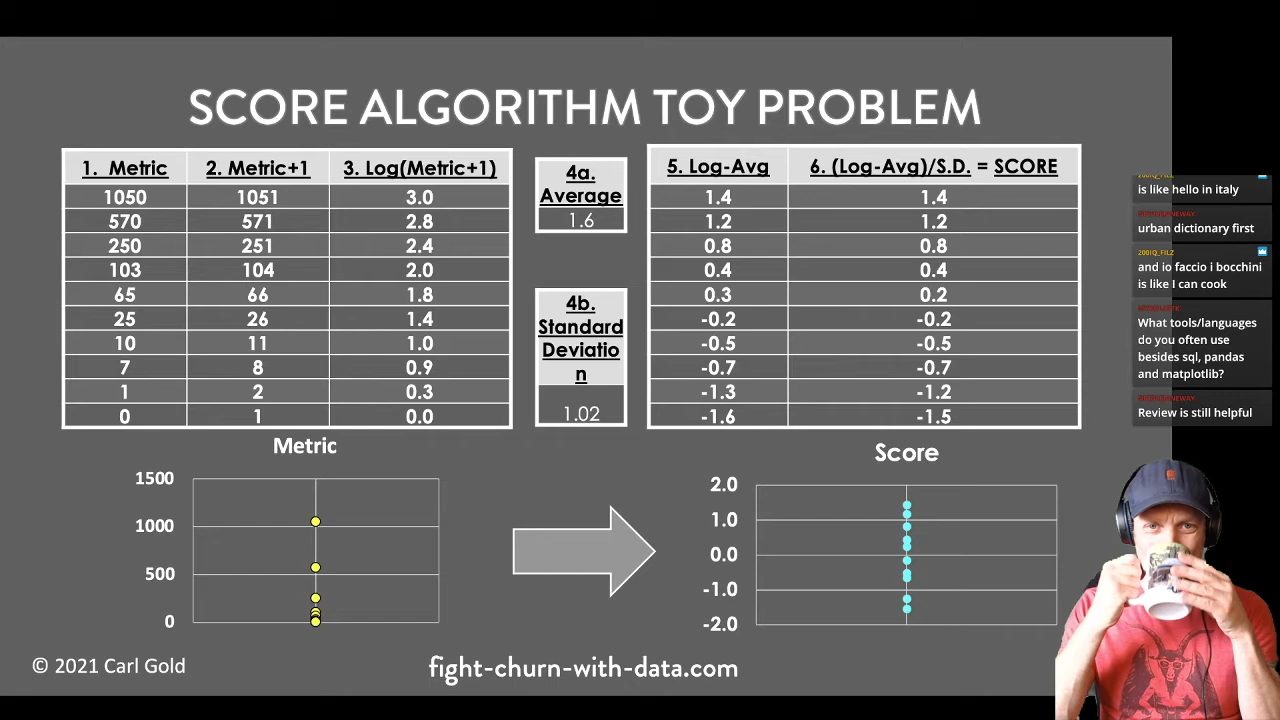 SCORE ALGORITHM TOY PROBLEM
1. Metric 2. Metric+1 3. Log(Metric+1)
1050 1051 3.0
570 571 2.8
250 251 2.4
103 104 2.0
65 66 1.8
25 26 1.4
10 11 1.0
7 8 0.9
1 2 0.3
0 1 0.0
4a.
Average
1.6
4b.
Standard
Deviatio
n
1.02
5. Log-Avg 6. (Log-Avg)/S.D. = SCORE
1.4 1.4
1.2 1.2
0.8 0.8
0.4 0.4
0.3 0.2
-0.2 -0.2
-0.5 -0.5
-0.7 -0.7
-1.3 -1.2
-1.6 -1.5
Metric
1500
1000
500
0
Score
2.0
1.0
0.0
-1.0
-2.0
© 2021 Carl Gold
fight-churn-with-data.com
is like hello in italy
urban dictionary first
200IQ_FILZ
and io faccio i bocchini
is like I can cook
What tools/languages
do you often use
besides sql, pandas
and matplotlib?
Review is still helpful